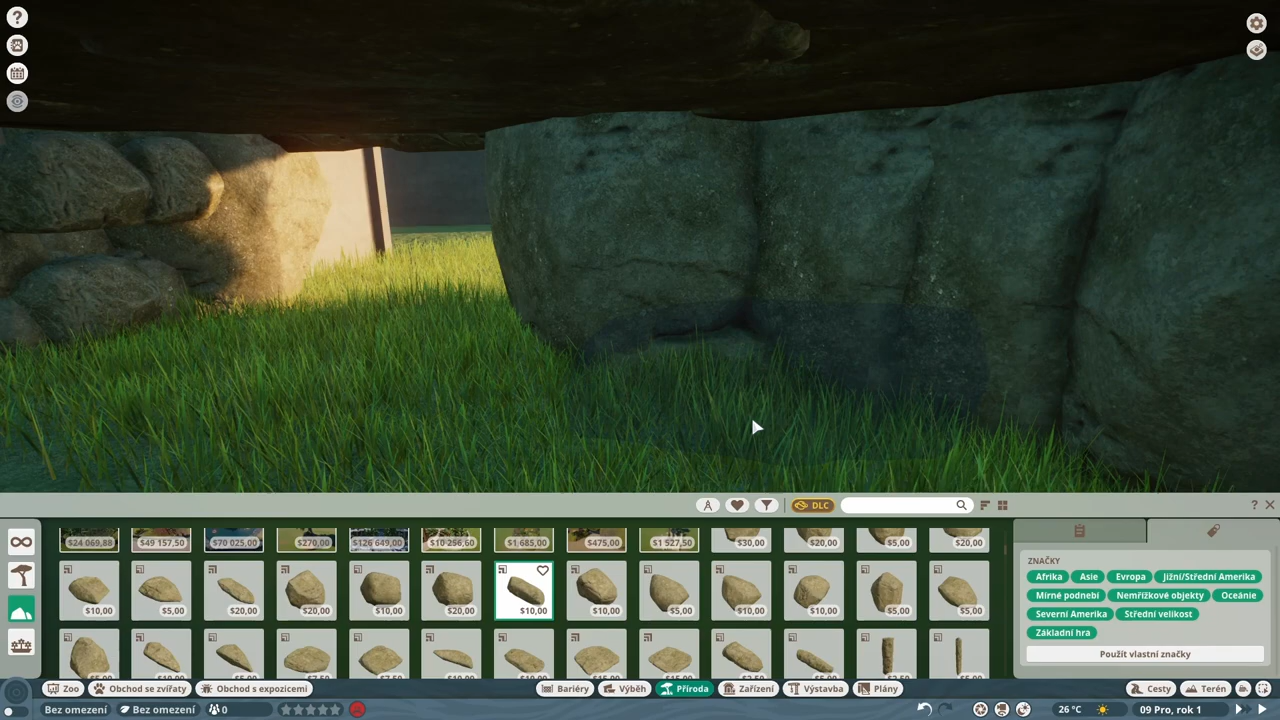 DLC
$24 069,88 $49 157,50 $70 025,00 $270,00 $126 649,00 $10 256,60 $1 685,00 $475,00 $1 527,50 $30,00 $20,00 $5,00 $20,00
$10,00 $5,00 $20,00 $20,00 $10,00 $20,00 $10,00 $10,00 $5,00 $10,00 $10,00 $5,00 $5,00
ZNAČKY
Afrika Asie Evropa Jižní/Střední Amerika
Mírné podnebí Nemřížkové objekty Oceánie
Severní Amerika Střední velikost
Základní hra
Použít vlastní značky
Zoo Obchod se zvířaty Obchod s expozicemi Bariéry Výběh Příroda Zařízení Výstavba Plány Cesty Terén
Bez omezení Bez omezení 0 26 °C 09 Pro, rok 1